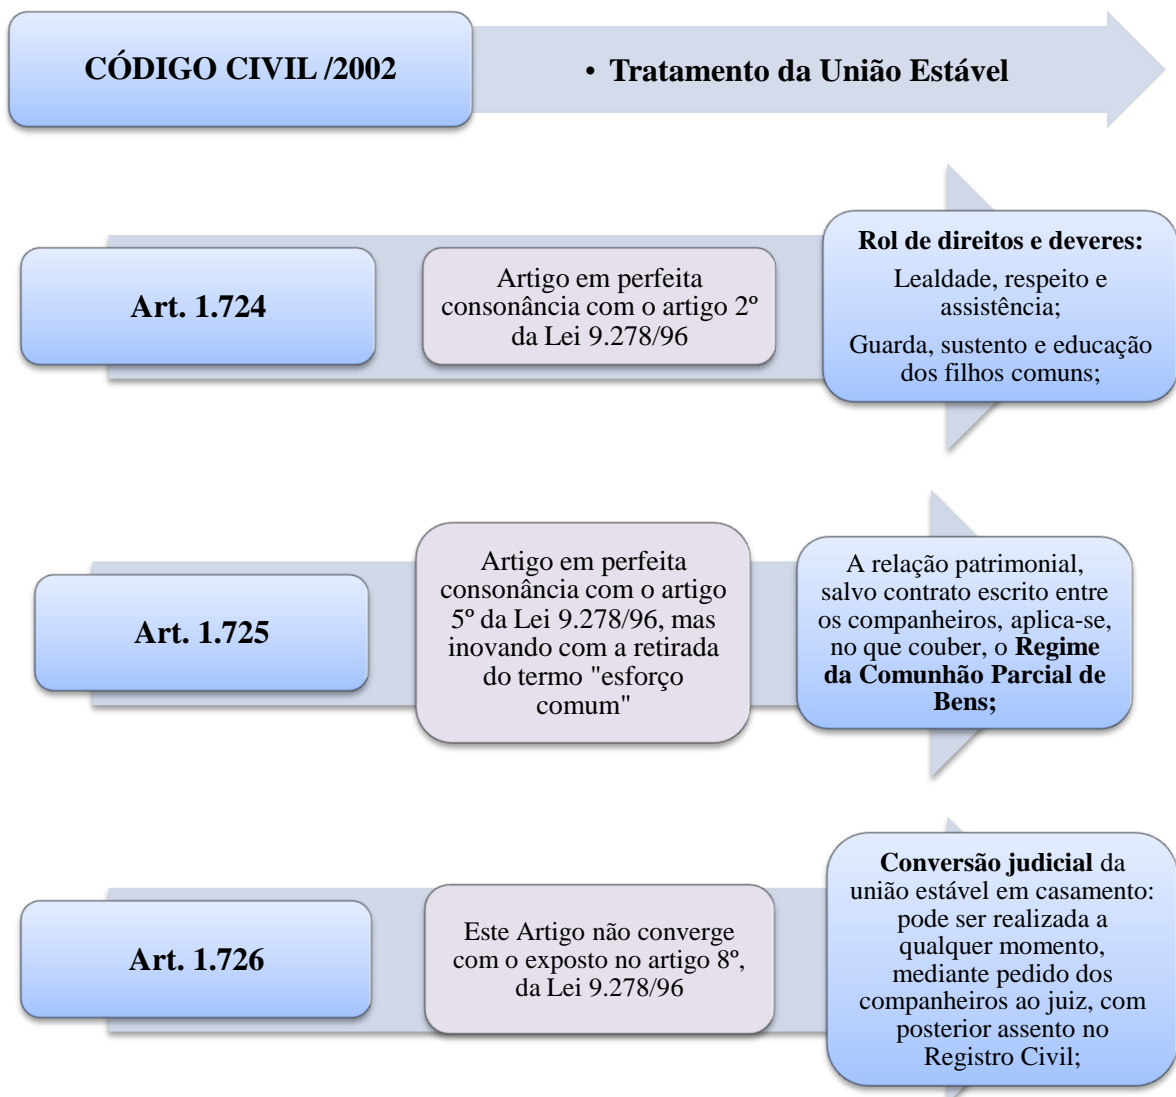 CÓDIGO CIVIL /2002
• Tratamento da União Estável
Art. 1.724
Artigo em perfeita
consonância com o artigo 2º
da Lei 9.278/96
Rol de direitos e deveres:
Lealdade, respeito e
assistência;
Guarda, sustento e educação
dos filhos comuns;
Art. 1.725
Artigo em perfeita
consonância com o artigo
5º da Lei 9.278/96, mas
inovando com a retirada
do termo "esforço
comum"
A relação patrimonial,
salvo contrato escrito entre
os companheiros, aplica-se,
no que couber, o Regime
da Comunhão Parcial de
Bens;
Art. 1.726
Este Artigo não converge
com o exposto no artigo 8º,
da Lei 9.278/96
Conversão judicial da
união estável em casamento:
pode ser realizada a
qualquer momento,
mediante pedido dos
companheiros ao juiz, com
posterior assento no
Registro Civil;